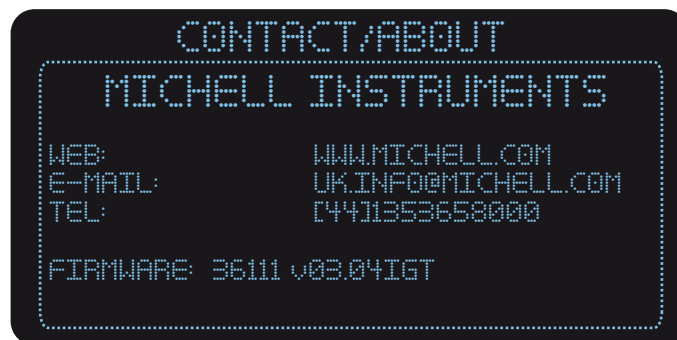 CONTACT/ABOUT
MICHELL INSTRUMENTS
WEB: WWW.MICHELL.COM
E-MAIL: UK.INFO@MICHELL.COM
TEL: [44]1353658000
FIRMWARE: 36111 v03.04IGT